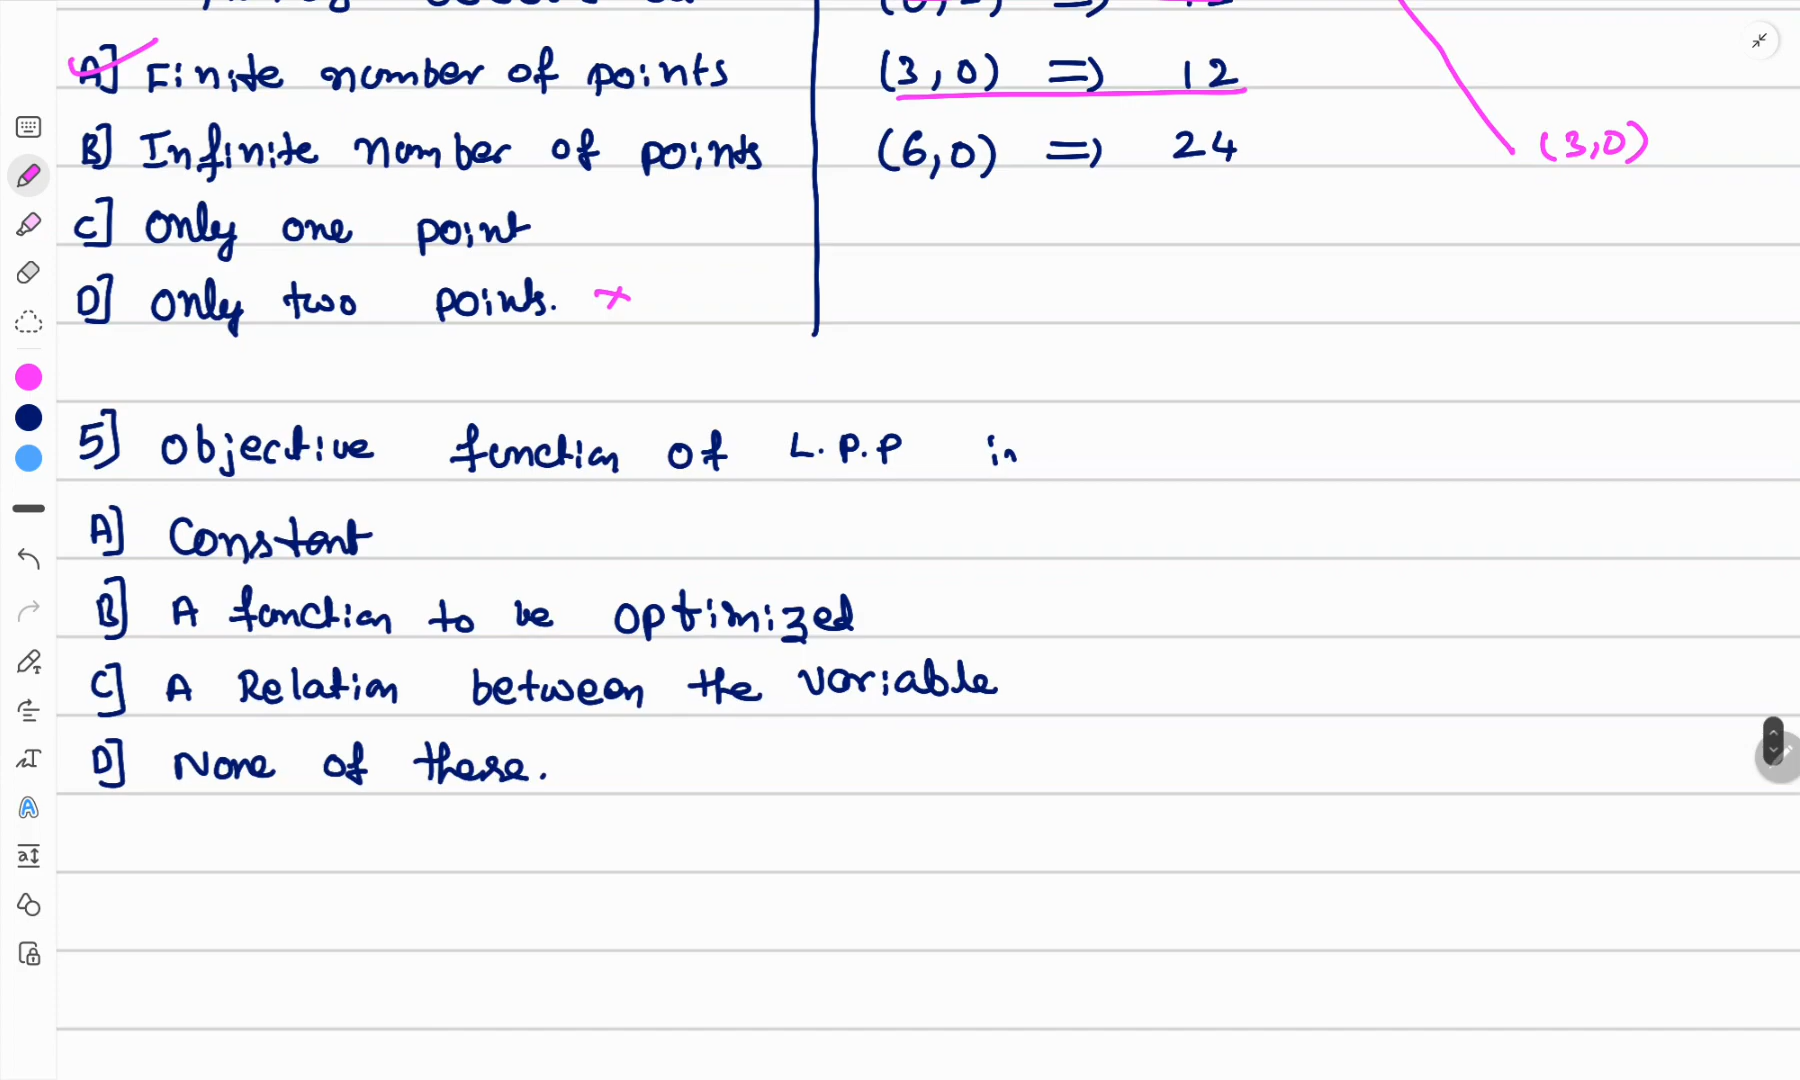 A] Finite number of points
(3,0) => 12
B] Infinite number of points
(6,0) => 24
(3,0)
C] Only one point
D] Only two points. ×
5] Objective function of L.P.P is
A] Constant
B] A function to be optimized
C] A Relation between the variable
D] None of these.